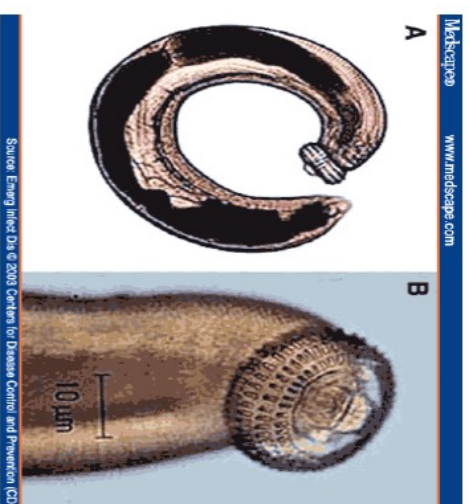 Medscape® www.medscape.com
A
B
10 µm
Source: Emerg Infect Dis © 2003 Centers for Disease Control and Prevention (CD